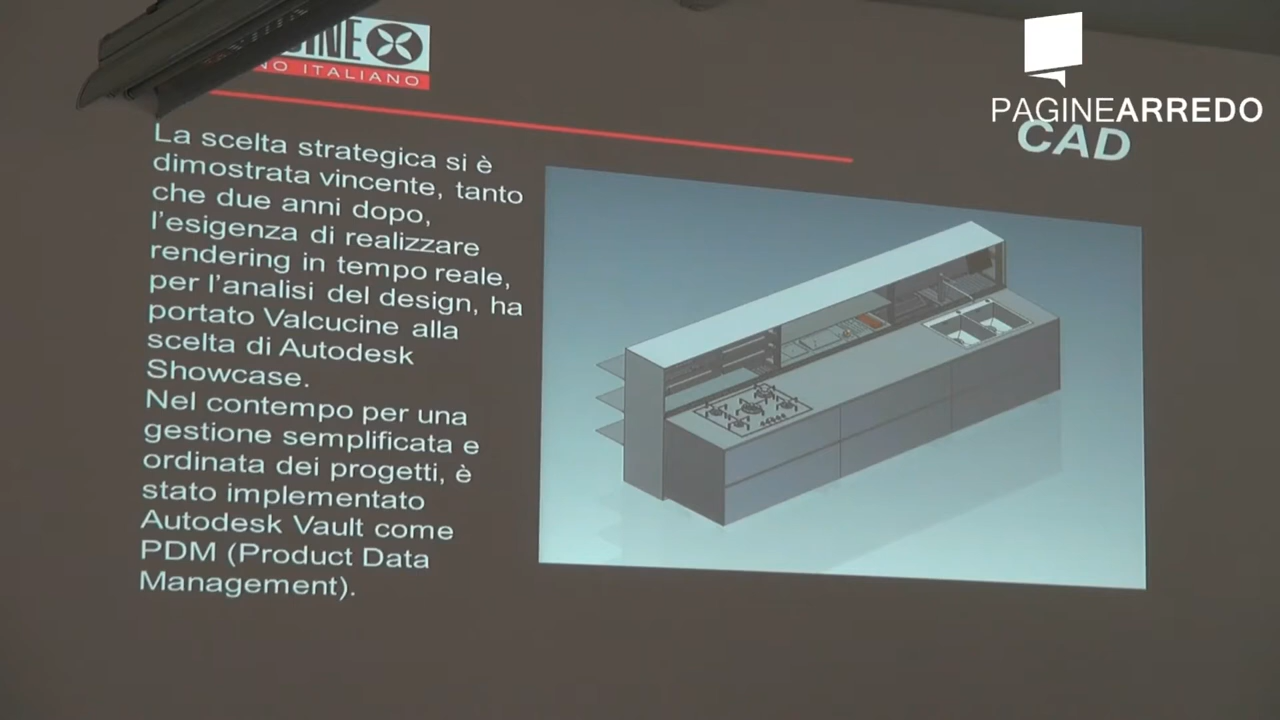 NO ITALIANO
PAGINEARREDO
CAD
La scelta strategica si è
dimostrata vincente, tanto
che due anni dopo,
l'esigenza di realizzare
rendering in tempo reale,
per l'analisi del design, ha
portato Valcucine alla
scelta di Autodesk
Showcase.
Nel contempo per una
gestione semplificata e
ordinata dei progetti, è
stato implementato
Autodesk Vault come
PDM (Product Data
Management).